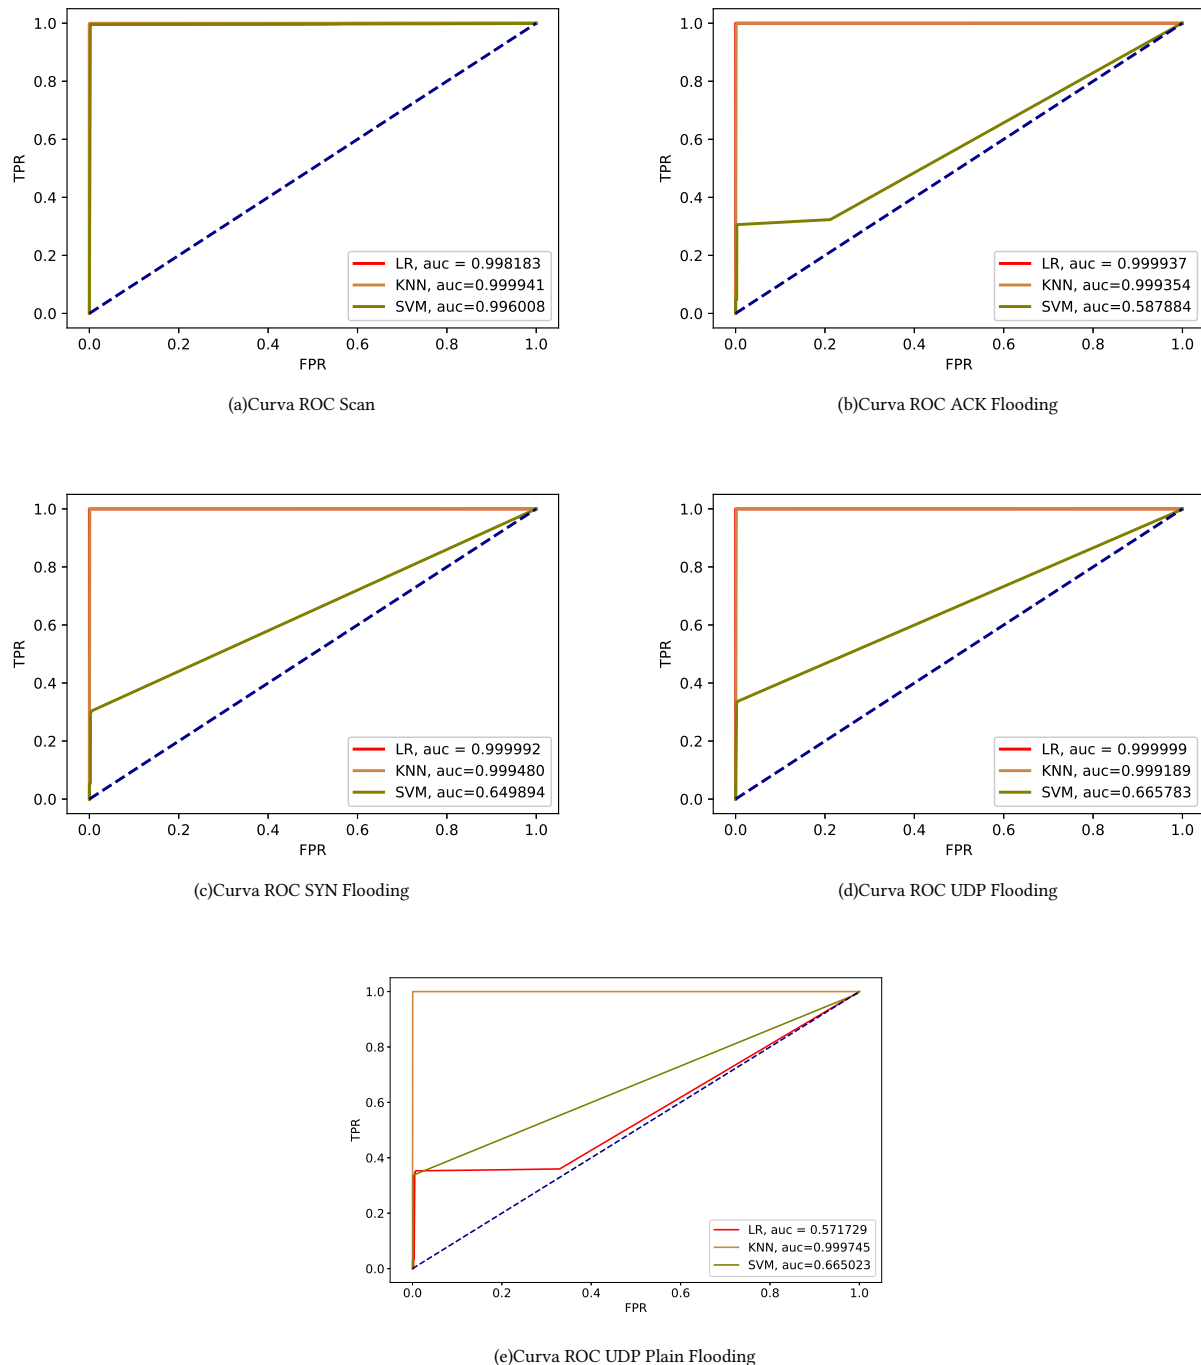 1.0
0.8
0.6
0.4
0.2
0.0
TPR
0.0 0.2 0.4 0.6 0.8 1.0
FPR
LR, auc = 0.998183
KNN, auc=0.999941
SVM, auc=0.996008
(a)Curva ROC Scan
1.0
0.8
0.6
0.4
0.2
0.0
TPR
0.0 0.2 0.4 0.6 0.8 1.0
FPR
LR, auc = 0.999937
KNN, auc=0.999354
SVM, auc=0.587884
(b)Curva ROC ACK Flooding
1.0
0.8
0.6
0.4
0.2
0.0
TPR
0.0 0.2 0.4 0.6 0.8 1.0
FPR
LR, auc = 0.999992
KNN, auc=0.999480
SVM, auc=0.649894
(c)Curva ROC SYN Flooding
1.0
0.8
0.6
0.4
0.2
0.0
TPR
0.0 0.2 0.4 0.6 0.8 1.0
FPR
LR, auc = 0.999999
KNN, auc=0.999189
SVM, auc=0.665783
(d)Curva ROC UDP Flooding
1.0
0.8
0.6
0.4
0.2
0.0
TPR
0.0 0.2 0.4 0.6 0.8 1.0
FPR
LR, auc = 0.571729
KNN, auc=0.999745
SVM, auc=0.665023
(e)Curva ROC UDP Plain Flooding